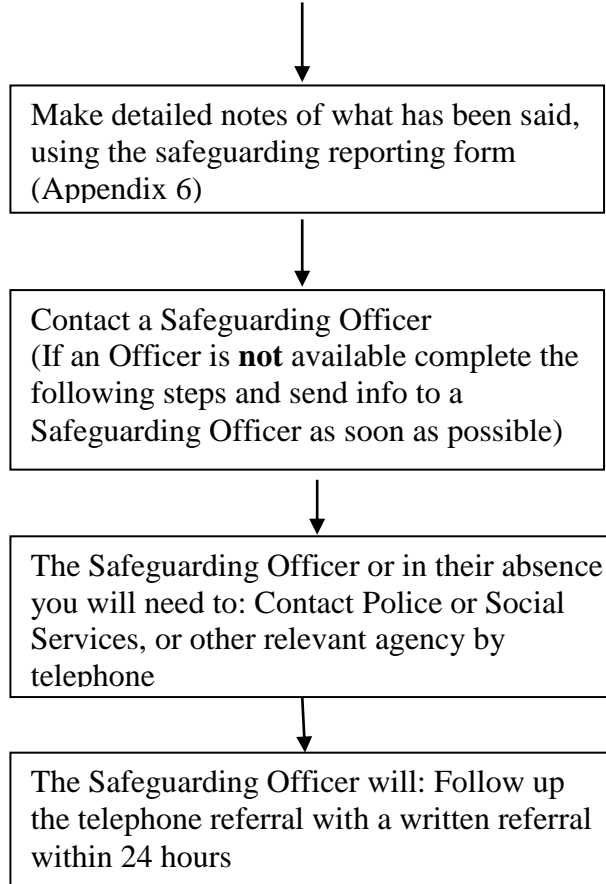 Make detailed notes of what has been said,
using the safeguarding reporting form
(Appendix 6)
Contact a Safeguarding Officer
(If an Officer is not available complete the
following steps and send info to a
Safeguarding Officer as soon as possible)
The Safeguarding Officer or in their absence
you will need to: Contact Police or Social
Services, or other relevant agency by
telephone
The Safeguarding Officer will: Follow up
the telephone referral with a written referral
within 24 hours